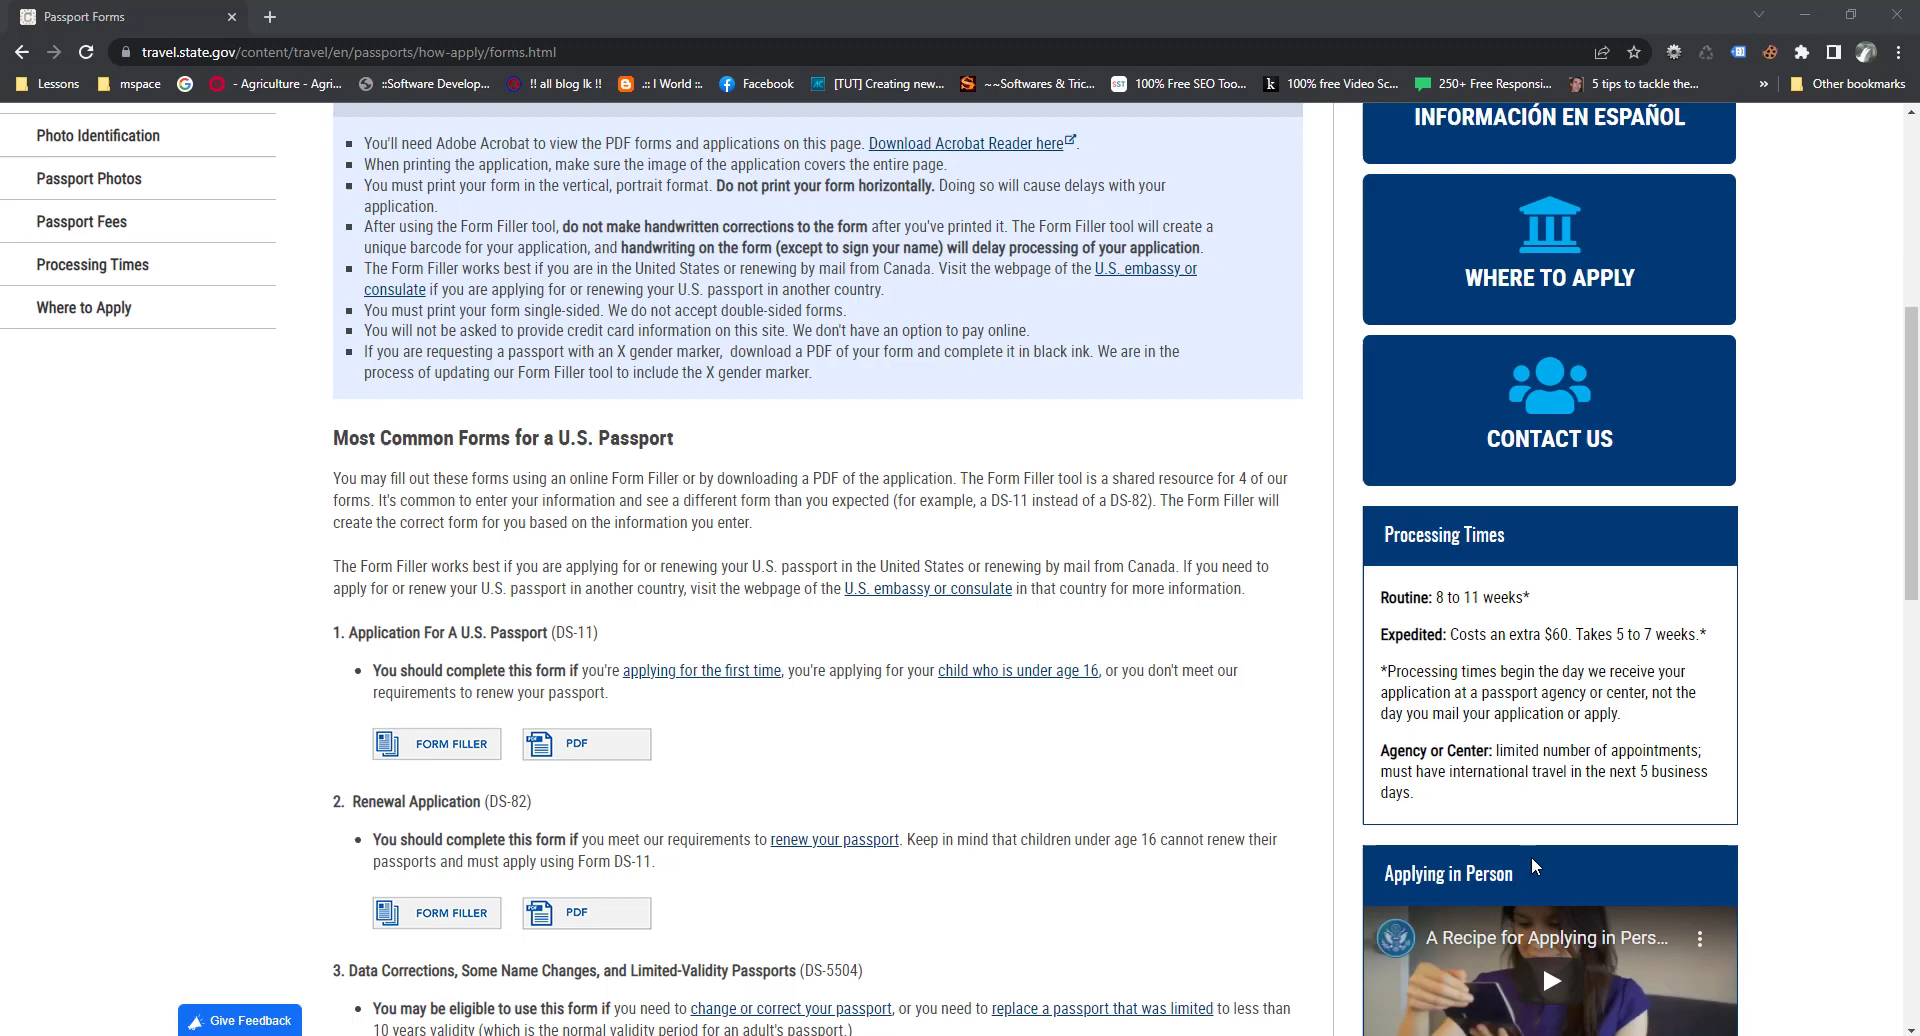 Passport Forms
travel.state.gov/content/travel/en/passports/how-apply/forms.html
Lessons
mspace
- Agriculture - Agri...
::Software Develop...
!! all blog lk !!
.:: I World ::.
Facebook
[TUT] Creating new...
~~Softwares & Tric...
100% Free SEO Too...
100% free Video Sc...
250+ Free Responsi...
5 tips to tackle the...
»
Other bookmarks
Photo Identification
Passport Photos
Passport Fees
Processing Times
Where to Apply
You'll need Adobe Acrobat to view the PDF forms and applications on this page. Download Acrobat Reader here.
When printing the application, make sure the image of the application covers the entire page.
You must print your form in the vertical, portrait format. Do not print your form horizontally. Doing so will cause delays with your
application.
After using the Form Filler tool, do not make handwritten corrections to the form after you've printed it. The Form Filler tool will create a
unique barcode for your application, and handwriting on the form (except to sign your name) will delay processing of your application.
The Form Filler works best if you are in the United States or renewing by mail from Canada. Visit the webpage of the U.S. embassy or
consulate if you are applying for or renewing your U.S. passport in another country.
You must print your form single-sided. We do not accept double-sided forms.
You will not be asked to provide credit card information on this site. We don't have an option to pay online.
If you are requesting a passport with an X gender marker, download a PDF of your form and complete it in black ink. We are in the
process of updating our Form Filler tool to include the X gender marker.
Most Common Forms for a U.S. Passport
You may fill out these forms using an online Form Filler or by downloading a PDF of the application. The Form Filler tool is a shared resource for 4 of our
forms. It's common to enter your information and see a different form than you expected (for example, a DS-11 instead of a DS-82). The Form Filler will
create the correct form for you based on the information you enter.
The Form Filler works best if you are applying for or renewing your U.S. passport in the United States or renewing by mail from Canada. If you need to
apply for or renew your U.S. passport in another country, visit the webpage of the U.S. embassy or consulate in that country for more information.
1. Application For A U.S. Passport (DS-11)
You should complete this form if you're applying for the first time, you're applying for your child who is under age 16, or you don't meet our
requirements to renew your passport.
FORM FILLER
PDF
2. Renewal Application (DS-82)
You should complete this form if you meet our requirements to renew your passport. Keep in mind that children under age 16 cannot renew their
passports and must apply using Form DS-11.
FORM FILLER
PDF
3. Data Corrections, Some Name Changes, and Limited-Validity Passports (DS-5504)
You may be eligible to use this form if you need to change or correct your passport, or you need to replace a passport that was limited to less than
10 years validity (which is the normal validity period for an adult's passport.)
Give Feedback
INFORMACIÓN EN ESPAÑOL
WHERE TO APPLY
CONTACT US
Processing Times
Routine: 8 to 11 weeks*
Expedited: Costs an extra $60. Takes 5 to 7 weeks.*
*Processing times begin the day we receive your
application at a passport agency or center, not the
day you mail your application or apply.
Agency or Center: limited number of appointments;
must have international travel in the next 5 business
days.
Applying in Person
A Recipe for Applying in Pers...